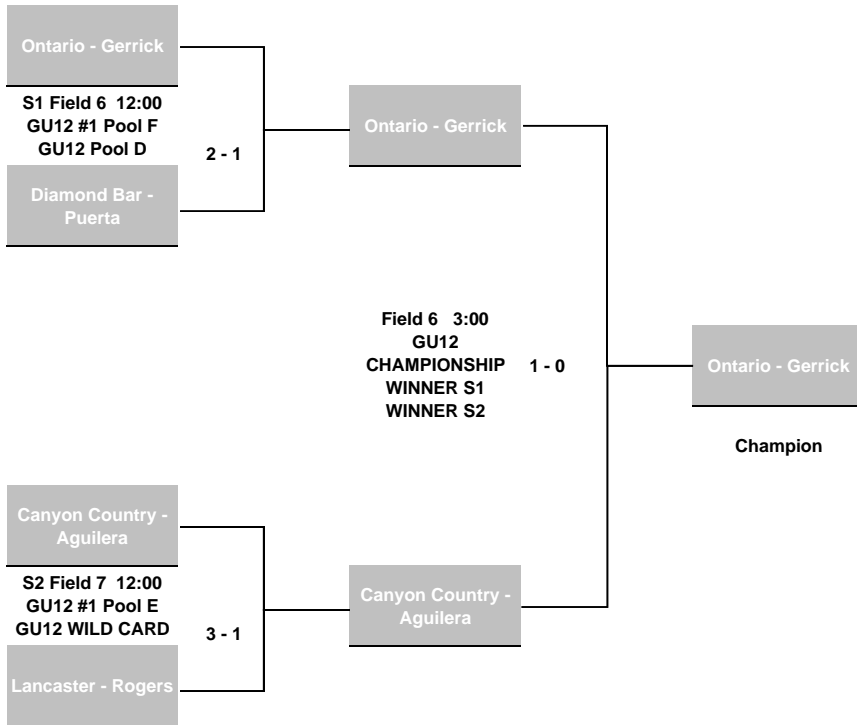 Ontario - Gerrick
S1 Field 6 12:00
GU12 #1 Pool F
GU12 Pool D
2 - 1
Diamond Bar -
Puerta
Ontario - Gerrick
Field 6 3:00
GU12
CHAMPIONSHIP
WINNER S1
WINNER S2
1 - 0
Ontario - Gerrick
Champion
Canyon Country -
Aguilera
S2 Field 7 12:00
GU12 #1 Pool E
GU12 WILD CARD
3 - 1
Lancaster - Rogers
Canyon Country -
Aguilera